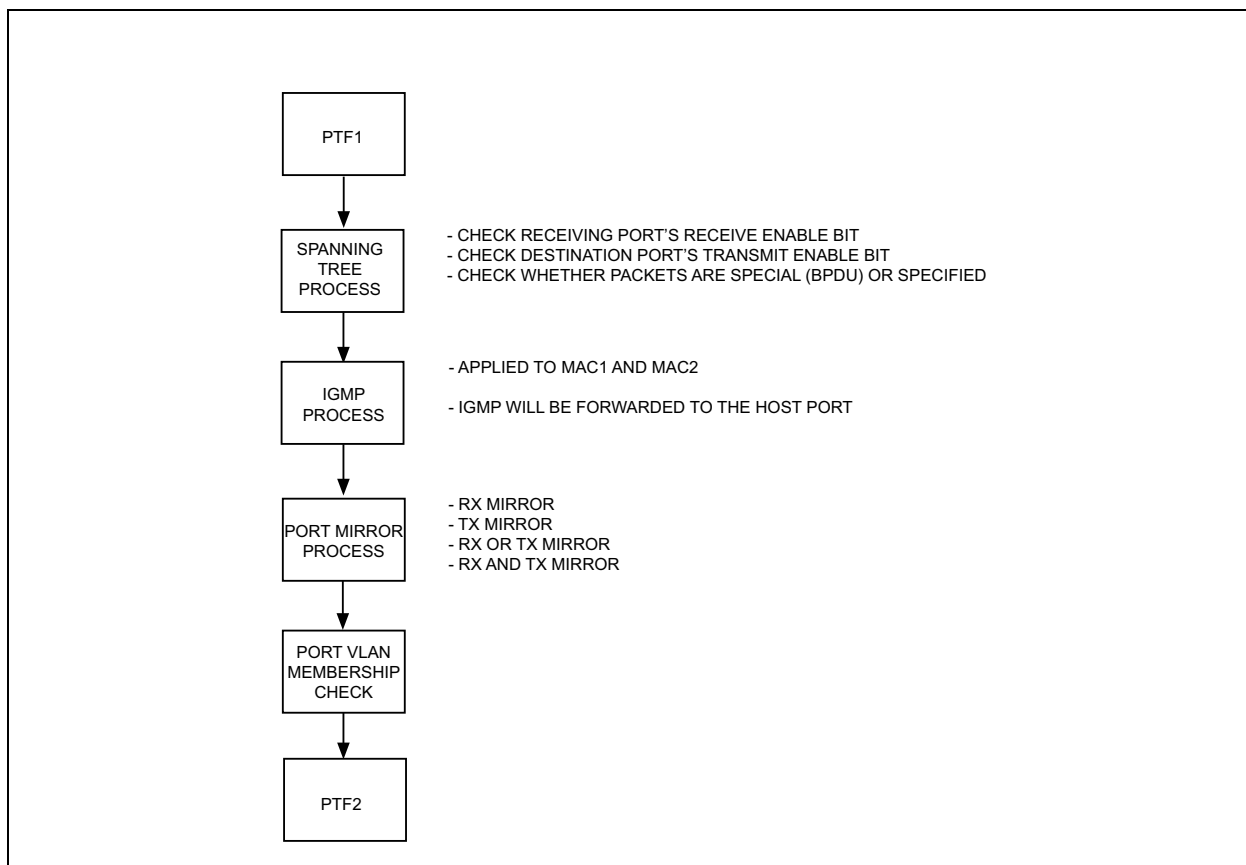 PTF1
SPANNING
TREE
PROCESS
- CHECK RECEIVING PORT'S RECEIVE ENABLE BIT
- CHECK DESTINATION PORT'S TRANSMIT ENABLE BIT
- CHECK WHETHER PACKETS ARE SPECIAL (BPDU) OR SPECIFIED
IGMP
PROCESS
- APPLIED TO MAC1 AND MAC2
- IGMP WILL BE FORWARDED TO THE HOST PORT
PORT MIRROR
PROCESS
- RX MIRROR
- TX MIRROR
- RX OR TX MIRROR
- RX AND TX MIRROR
PORT VLAN
MEMBERSHIP
CHECK
PTF2